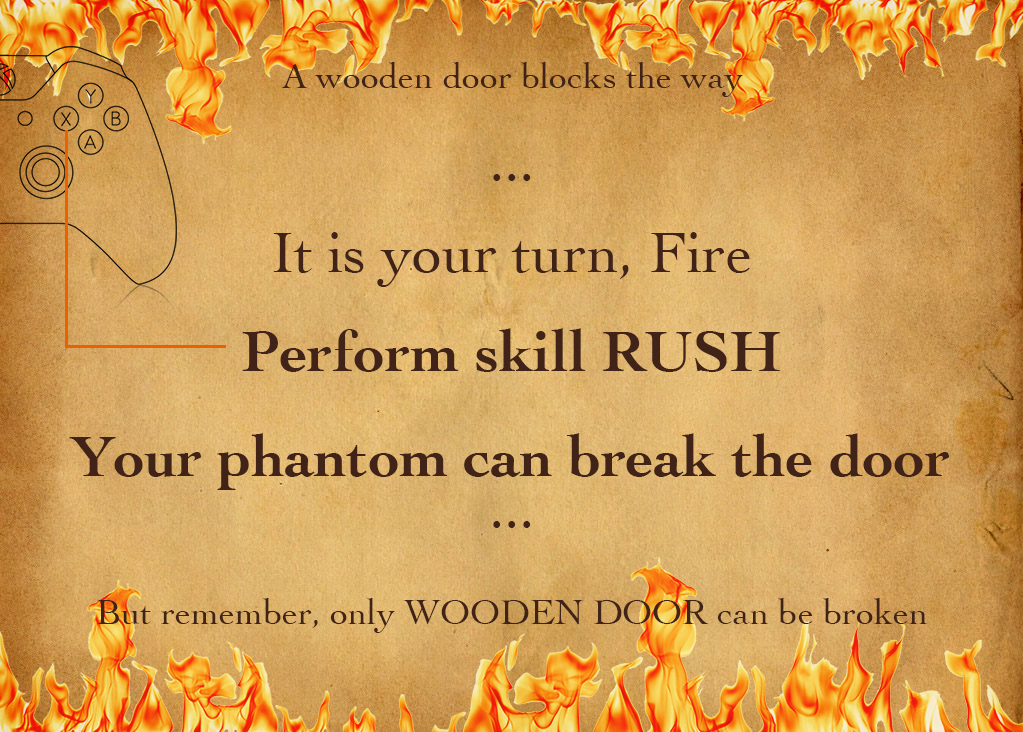 A wooden door blocks the way
...
It is your turn, Fire
Perform skill RUSH
Your phantom can break the door
...
But remember, only WOODEN DOOR can be broken
Y
X B
A